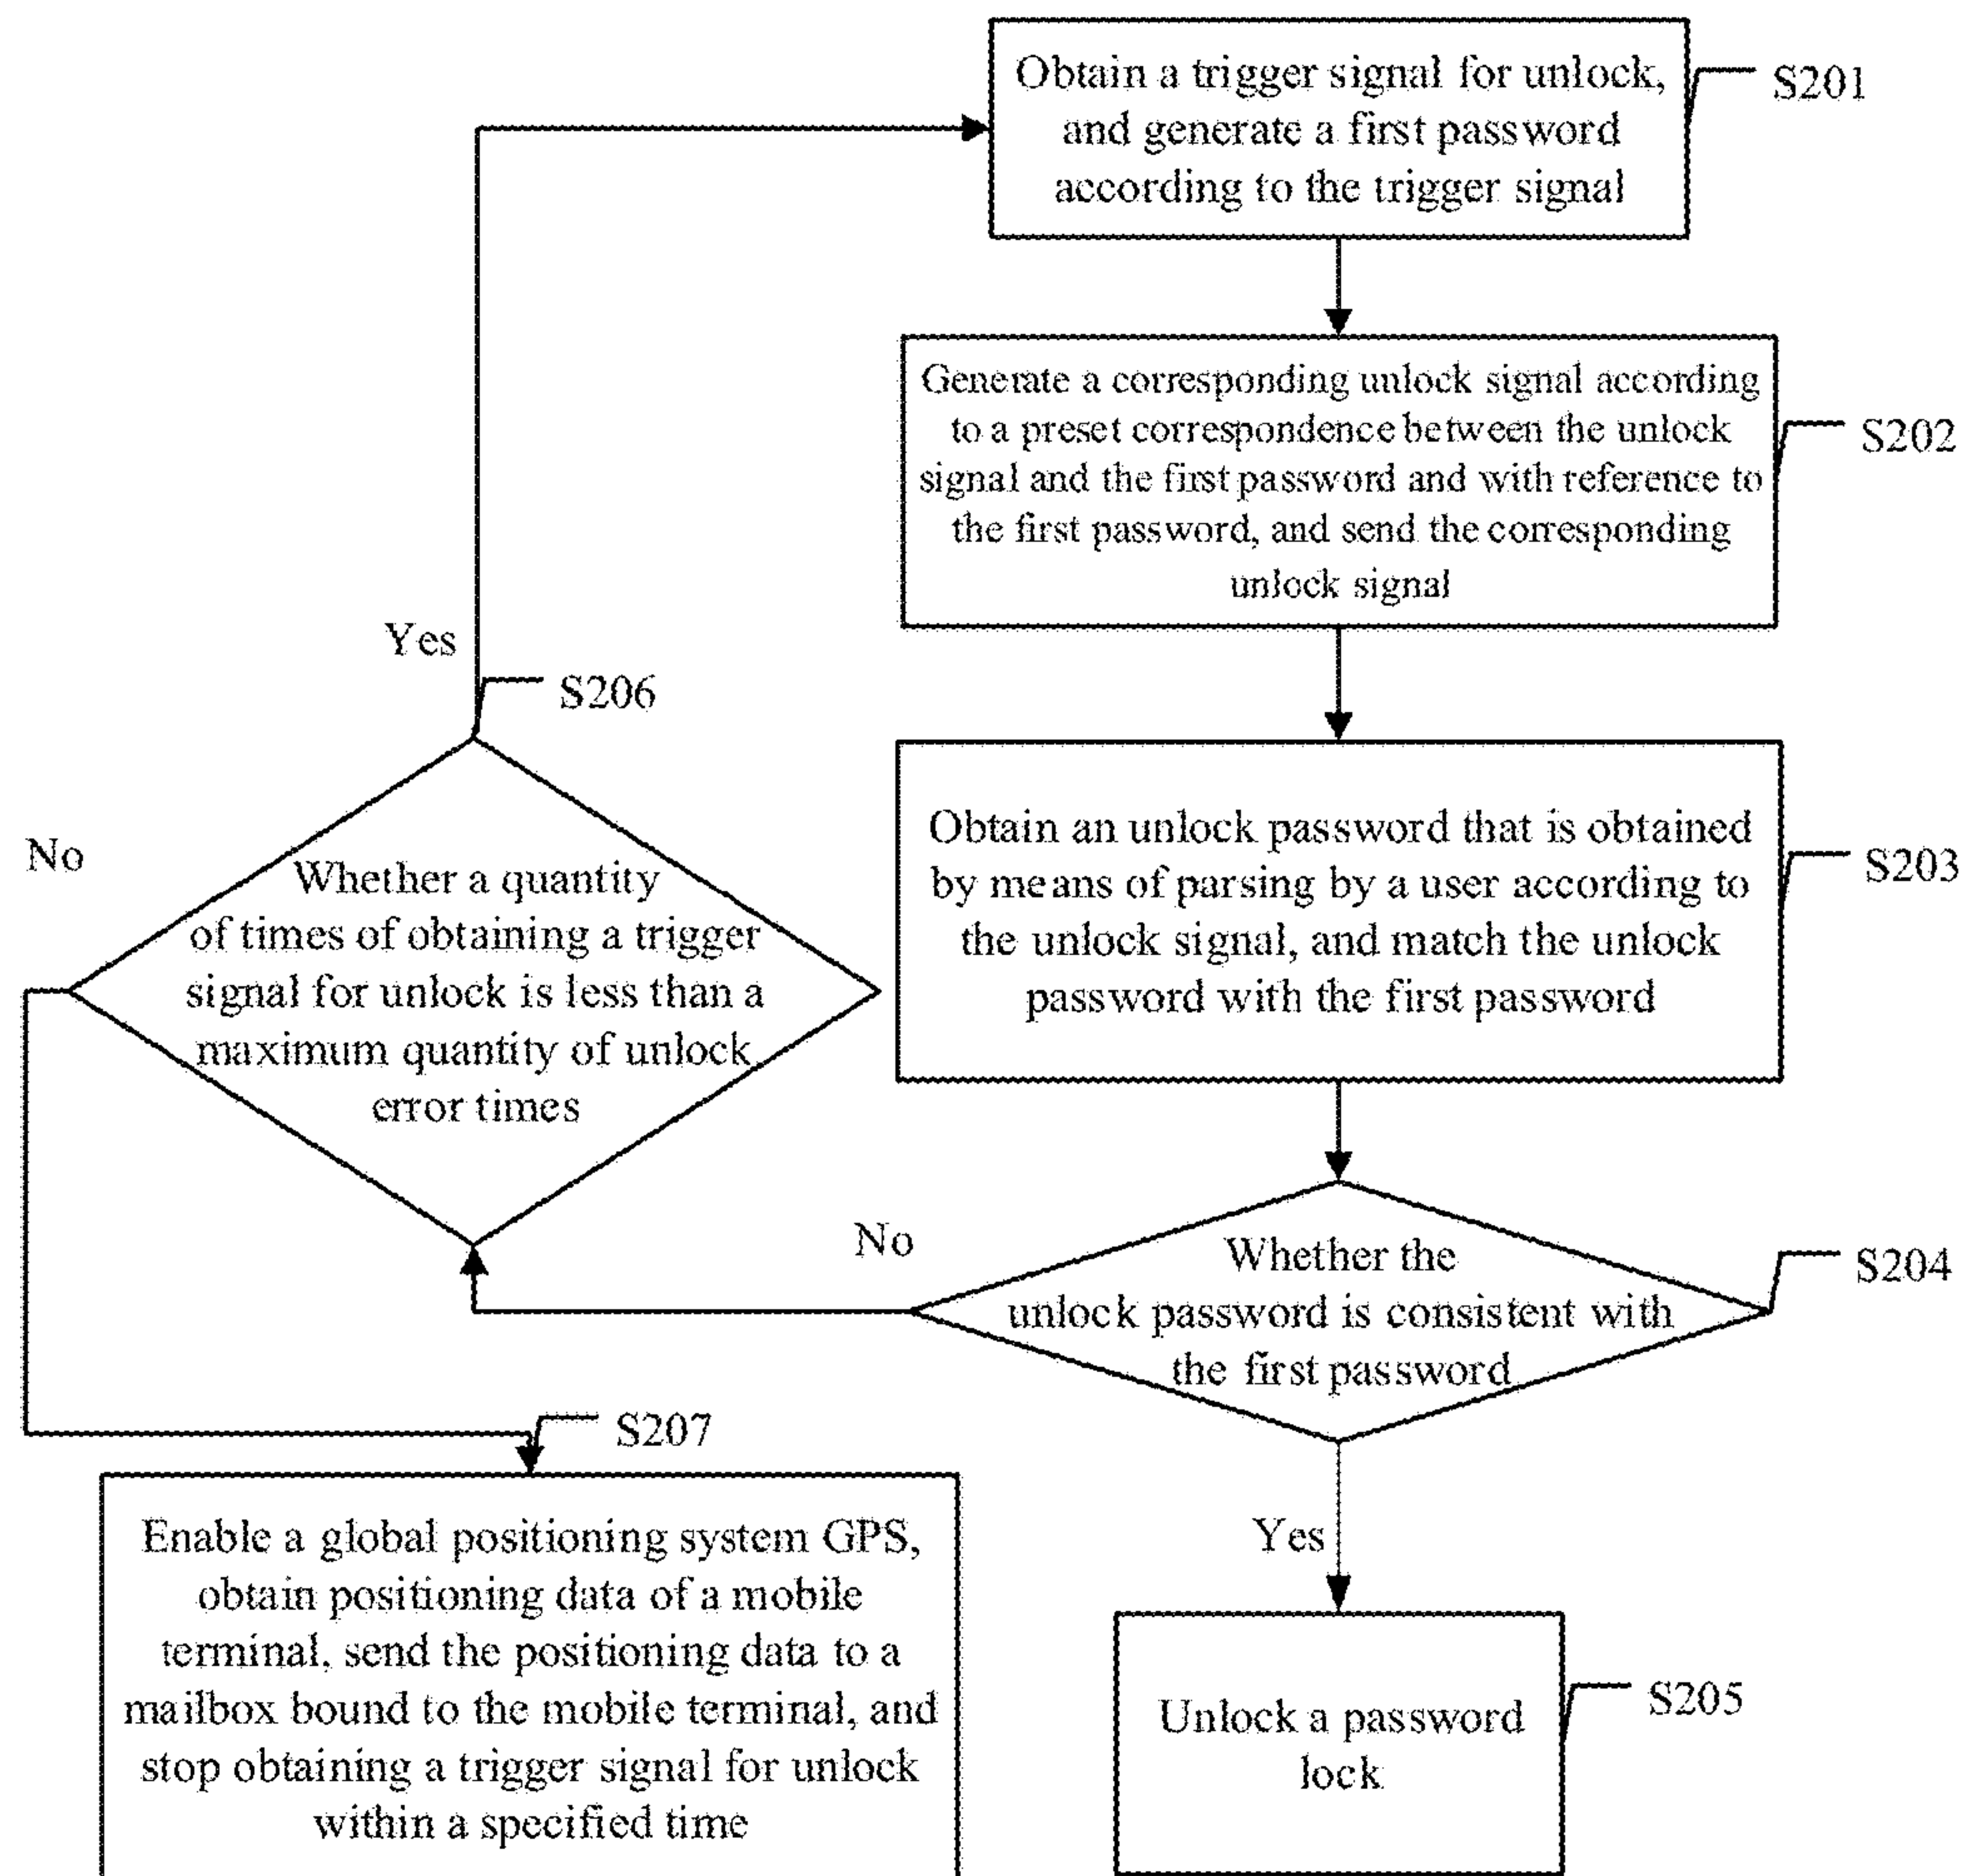 Obtain a trigger signal for unlock,
and generate a first password
according to the trigger signal
S201
Generate a corresponding unlock signal according
to a preset correspondence between the unlock
signal and the first password and with reference to
the first password, and send the corresponding
unlock signal
S202
Yes
S206
No
Whether a quantity
of times of obtaining a trigger
signal for unlock is less than a
maximum quantity of unlock
error times
Obtain an unlock password that is obtained
by means of parsing by a user according to
the unlock signal, and match the unlock
password with the first password
S203
No
Whether the
unlock password is consistent with
the first password
S204
S207
Enable a global positioning system GPS,
obtain positioning data of a mobile
terminal, send the positioning data to a
mailbox bound to the mobile terminal, and
stop obtaining a trigger signal for unlock
within a specified time
Yes
Unlock a password
lock
S205